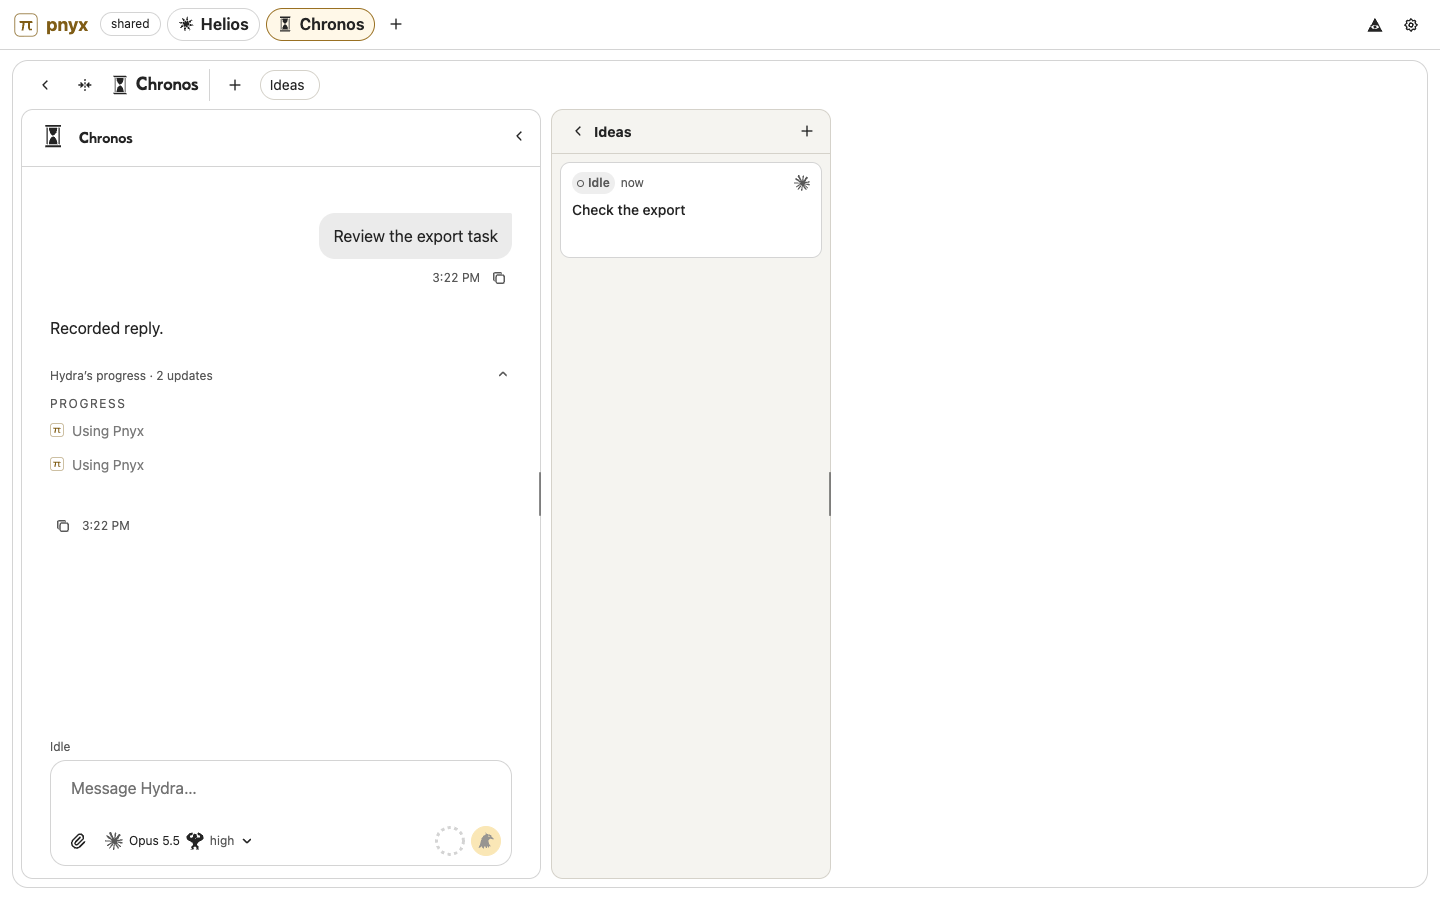 π pnyx shared Helios Chronos
Chronos Ideas
Chronos
Review the export task
3:22 PM
Recorded reply.
Hydra’s progress · 2 updates
PROGRESS
π Using Pnyx
π Using Pnyx
3:22 PM
Idle
Message Hydra...
Opus 5.5 high
Ideas
Idle now
Check the export